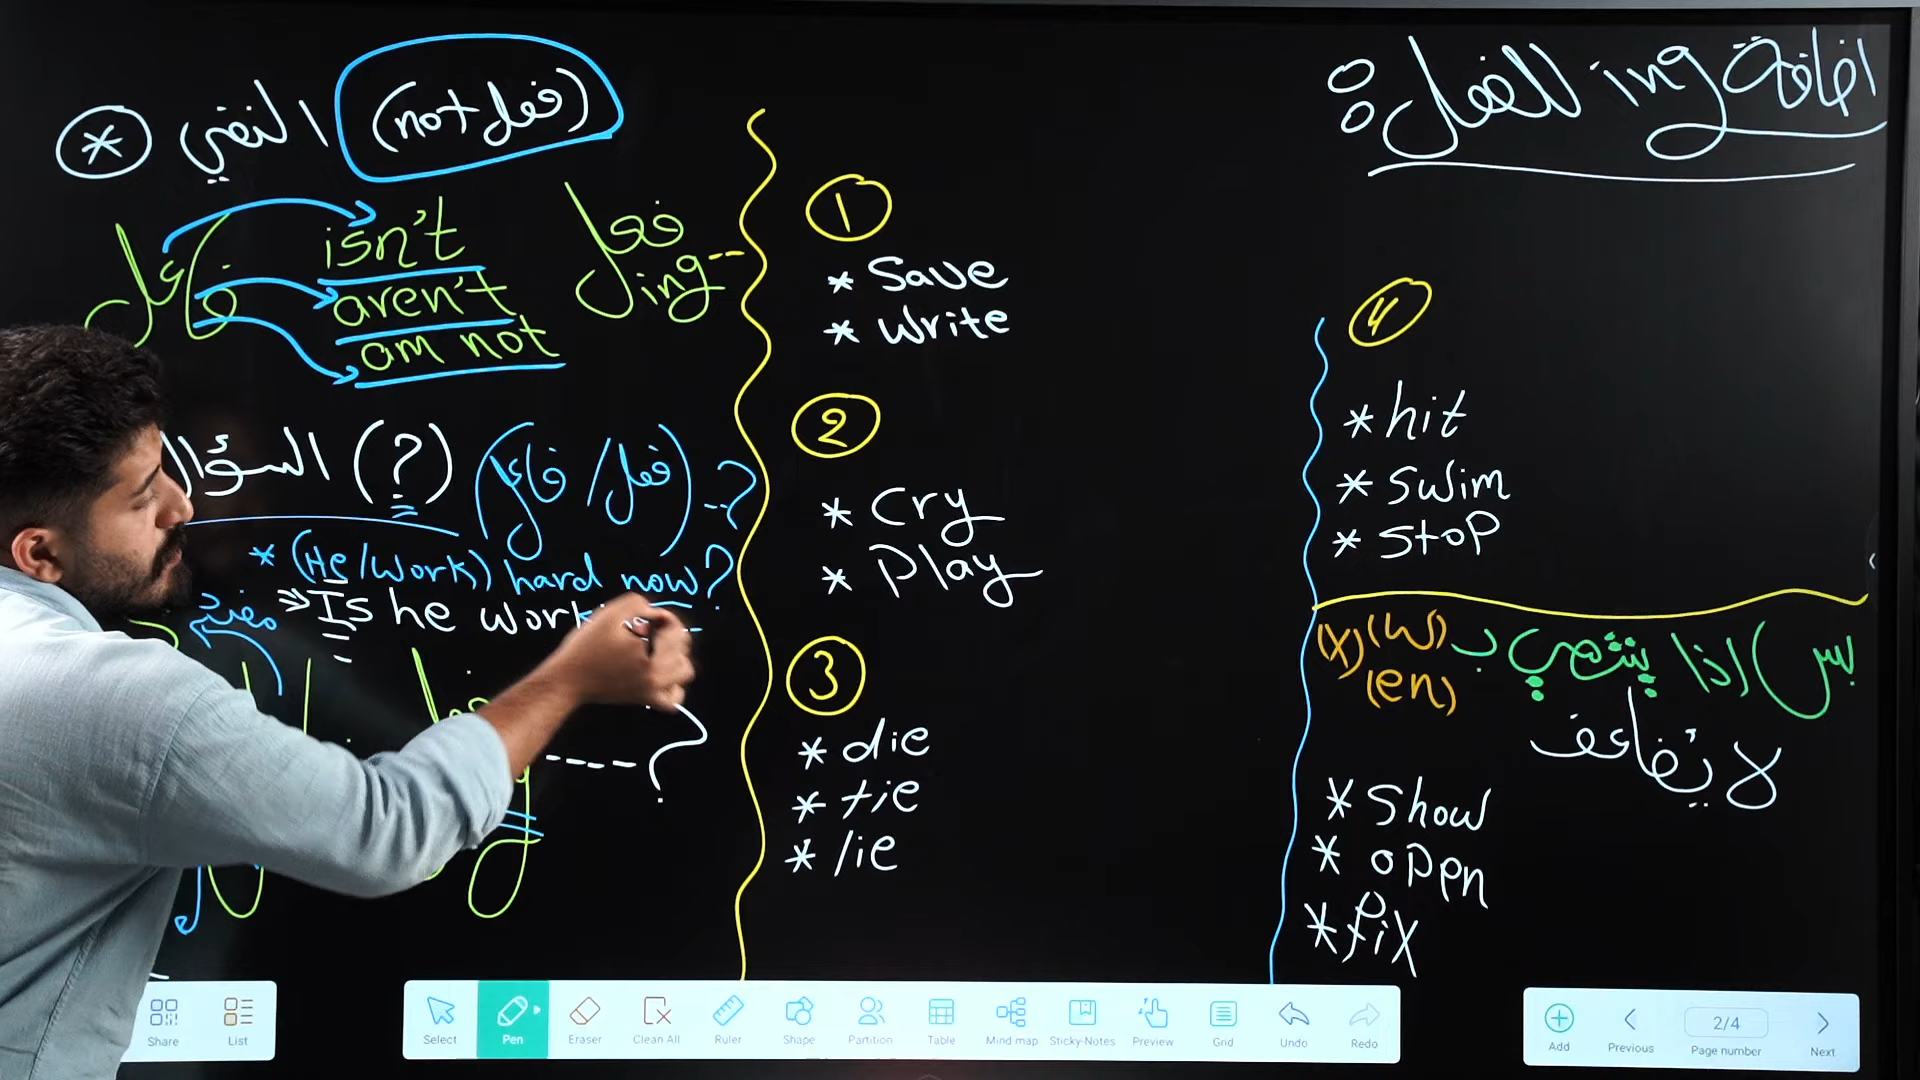 اضافة ing للفعل :
* النفي (not فعل)
فاعل isn't فعل
aren't ing --
am not
السؤال (?) (فعل / فاعل) --?
* (He/work) hard now?
⇒ Is he work
مفرد
----?
1
* Save
* write
2
* Cry
* Play
3
* die
* tie
* lie
4
* hit
* Swim
* stop
بس اذا ينتهي ب (w) (x)
(en)
لا يُضاعف
* Show
* open
* fix
Share
List
Select
Pen
Eraser
Clean All
Ruler
Shape
Partition
Table
Mind map
Sticky-Notes
Preview
Grid
Undo
Redo
Add
Previous
2/4
Page number
Next